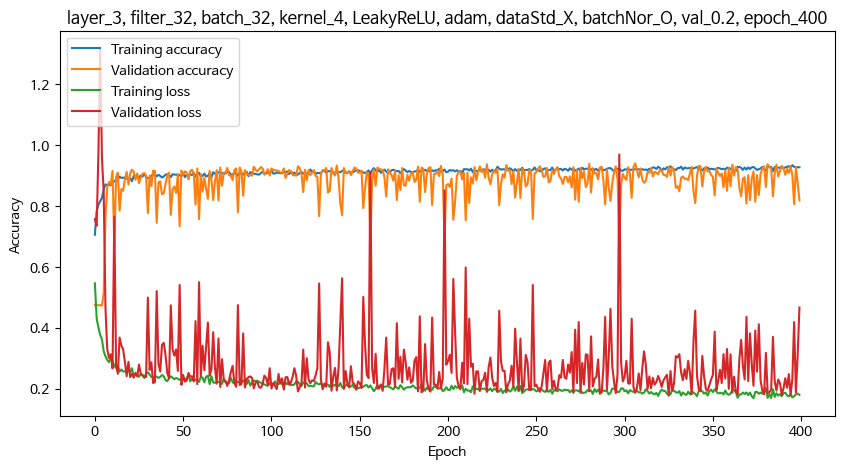 layer_3, filter_32, batch_32, kernel_4, LeakyReLU, adam, dataStd_X, batchNor_O, val_0.2, epoch_400
Training accuracy
Validation accuracy
Training loss
Validation loss
1.2
1.0
0.8
0.6
0.4
0.2
Accuracy
0 50 100 150 200 250 300 350 400
Epoch